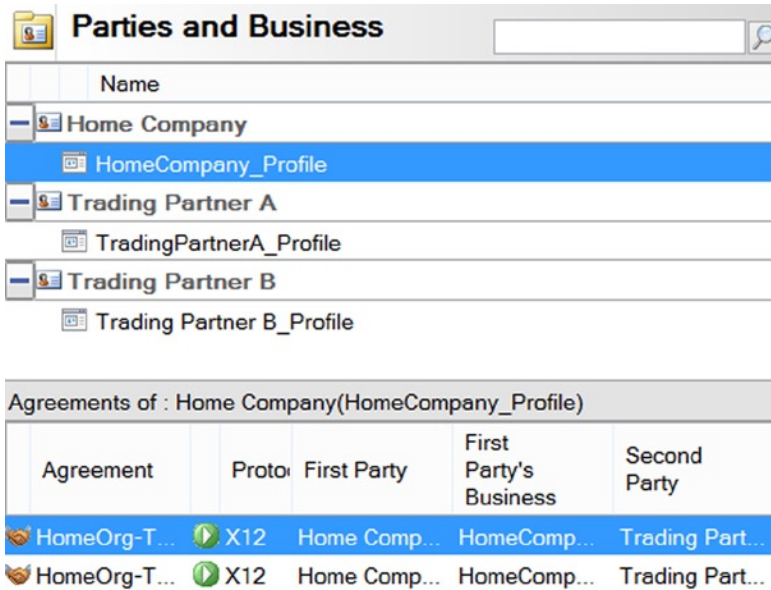 Parties and Business
Name
Home Company
HomeCompany_Profile
Trading Partner A
TradingPartnerA_Profile
Trading Partner B
Trading Partner B_Profile
Agreements of : Home Company(HomeCompany_Profile)
Agreement Proto First Party First Party's Business Second Party
HomeOrg-T... X12 Home Comp... HomeComp... Trading Part...
HomeOrg-T... X12 Home Comp... HomeComp... Trading Part...